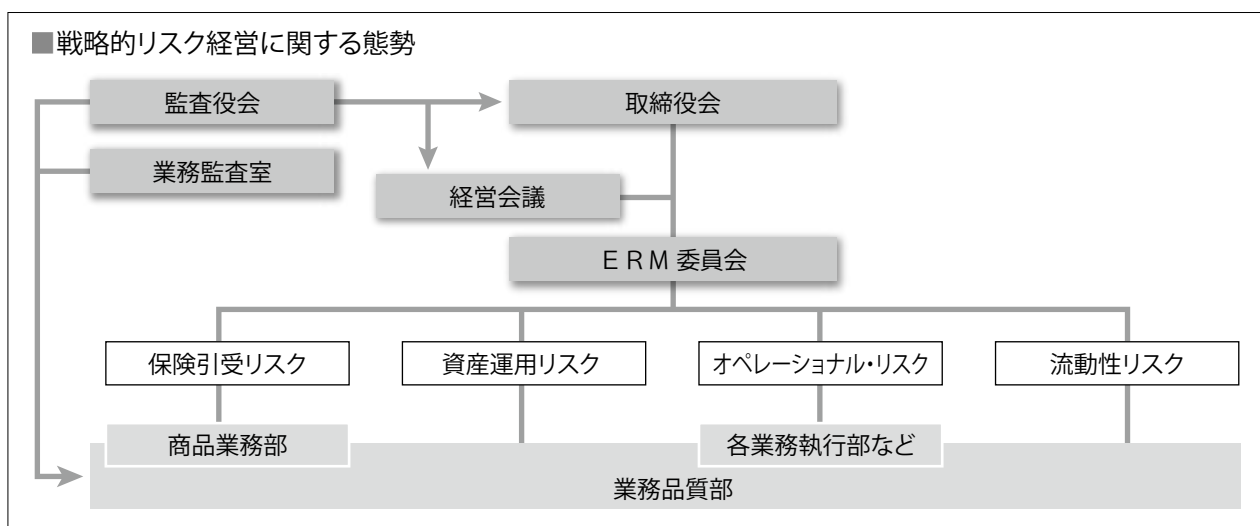 ■戦略的リスク経営に関する態勢
監査役会
取締役会
業務監査室
経営会議
ERM委員会
保険引受リスク
資産運用リスク
オペレーショナル・リスク
流動性リスク
商品業務部
各業務執行部など
業務品質部